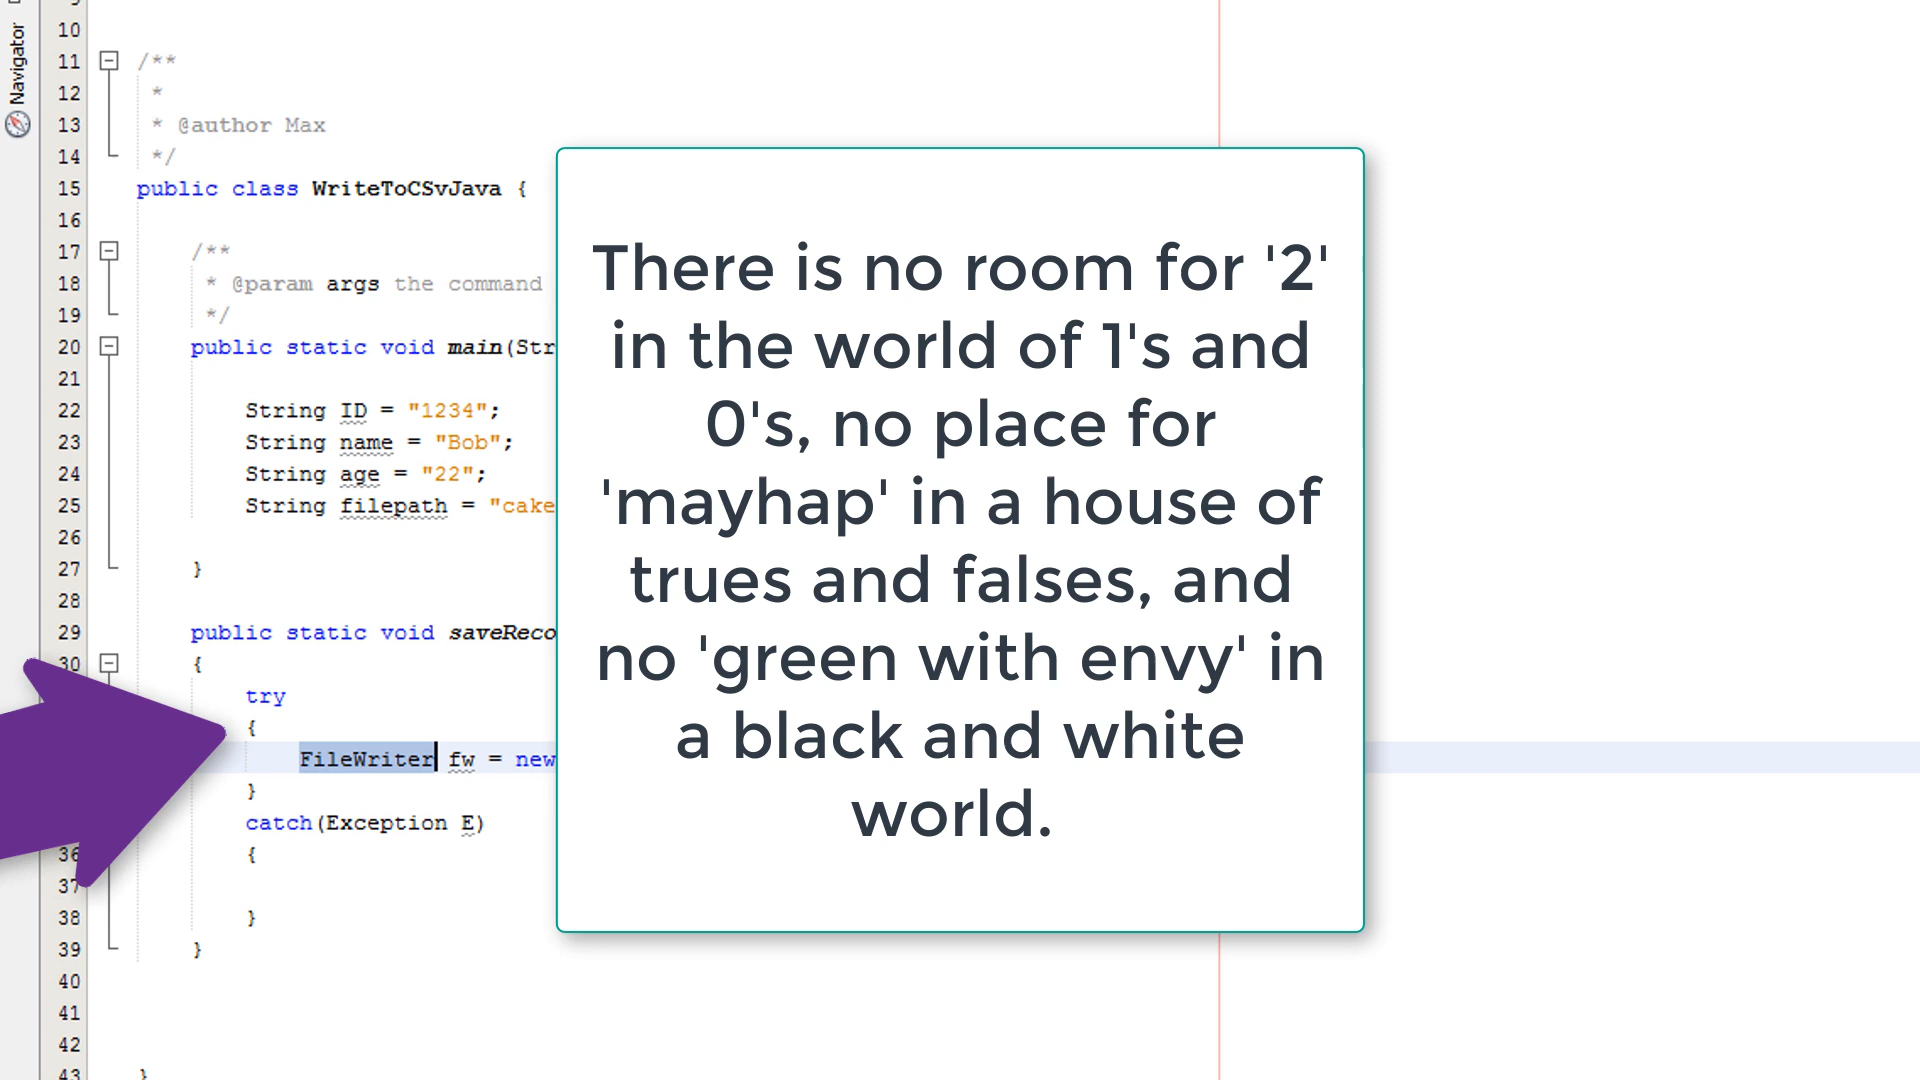 Navigator
10
11 /**
12 *
13 * @author Max
14 */
15 public class WriteToCSvJava {
16
17 /**
18 * @param args the command
19 */
20 public static void main(Str
21
22 String ID = "1234";
23 String name = "Bob";
24 String age = "22";
25 String filepath = "cake
26
27 }
28
29 public static void saveReco
30 {
try
{
FileWriter fw = new
}
catch(Exception E)
36 {
37
38 }
39 }
40
41
42
43 }
There is no room for '2'
in the world of 1's and
0's, no place for
'mayhap' in a house of
trues and falses, and
no 'green with envy' in
a black and white
world.